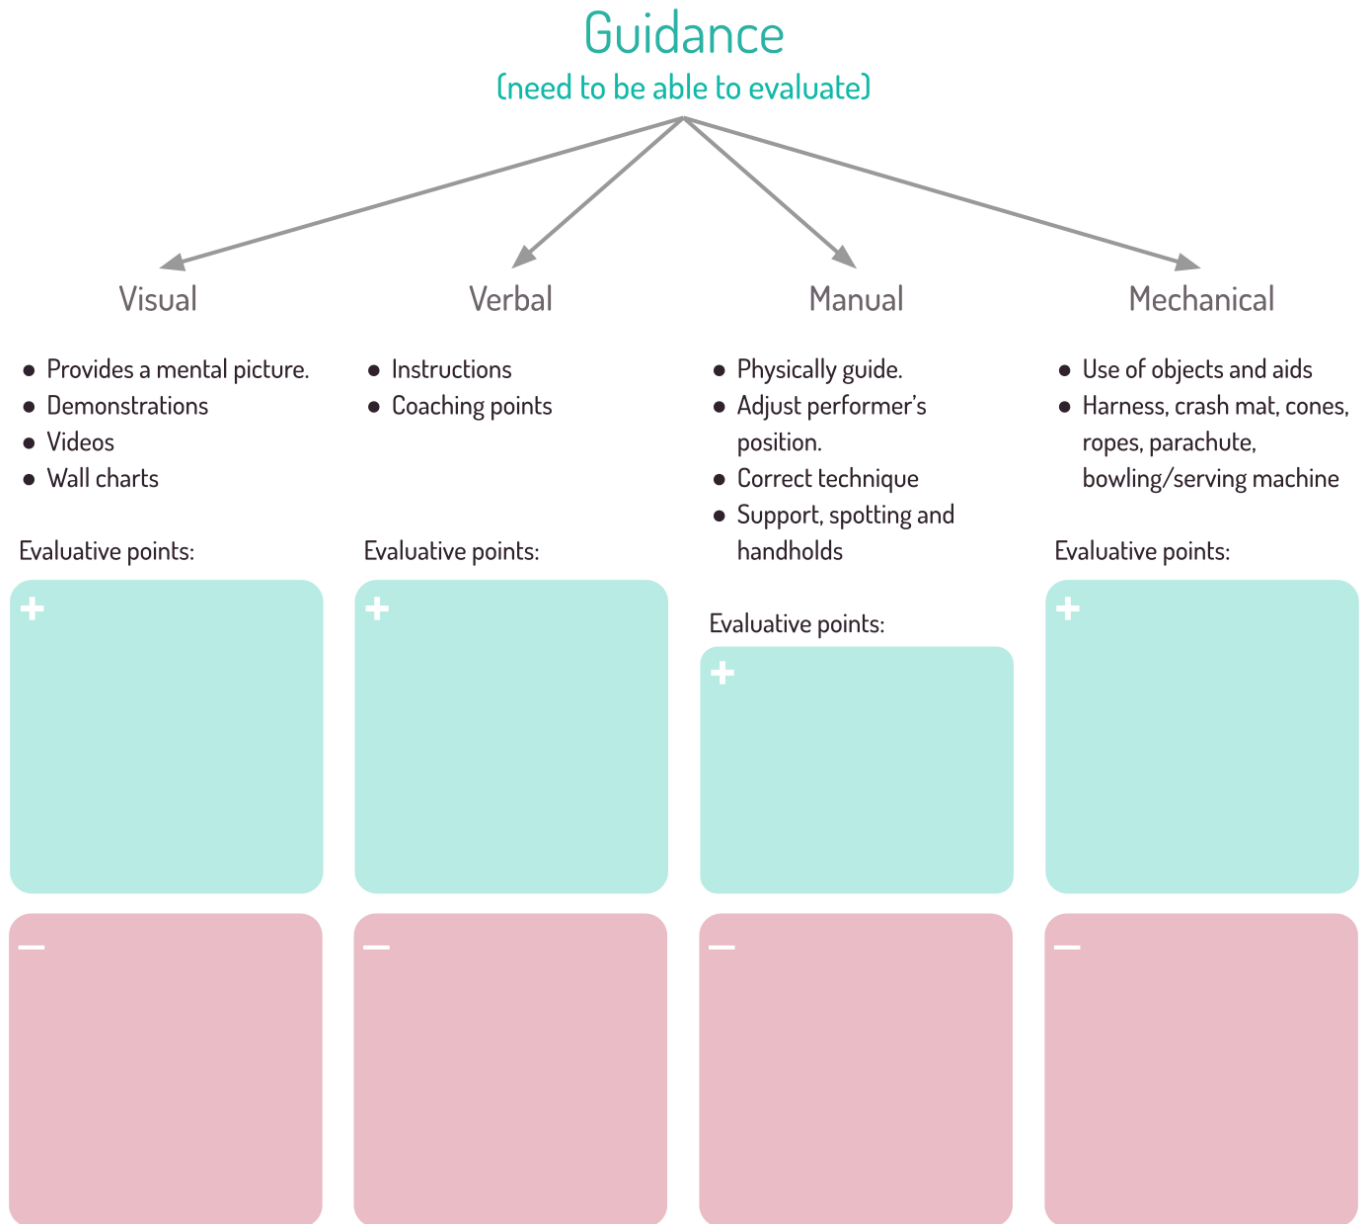 Guidance
(need to be able to evaluate)
Visual
● Provides a mental picture.
● Demonstrations
● Videos
● Wall charts
Evaluative points:
+
–
Verbal
● Instructions
● Coaching points
Evaluative points:
+
–
Manual
● Physically guide.
● Adjust performer’s
position.
● Correct technique
● Support, spotting and
handholds
Evaluative points:
+
–
Mechanical
● Use of objects and aids
● Harness, crash mat, cones,
ropes, parachute,
bowling/serving machine
Evaluative points:
+
–